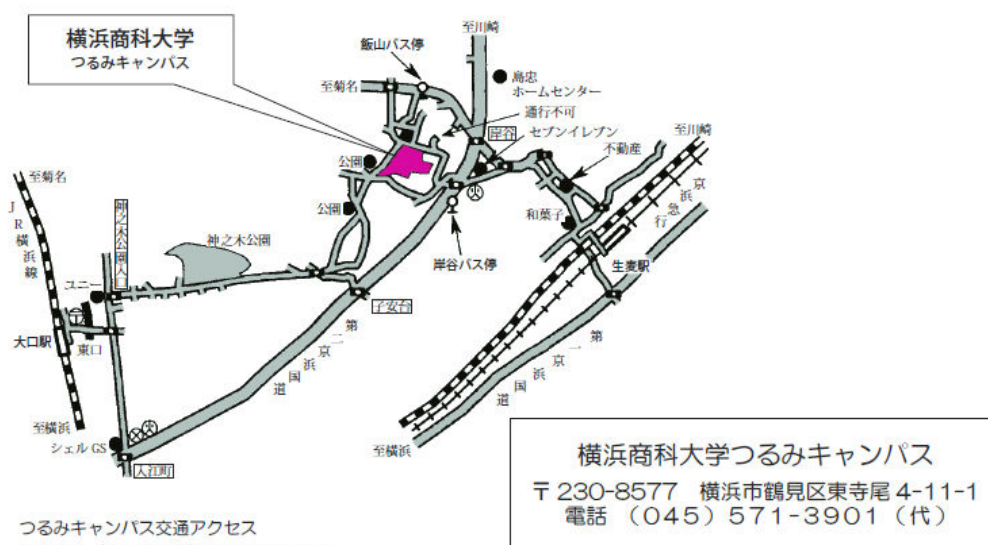 横浜商科大学
つるみキャンパス
飯山バス停
至川崎
島忠
ホームセンター
至菊名
通行不可
岸谷
セブンイレブン
至川崎
不動産
公園
至菊名
JR横浜線
神之木公園入口
公園
和菓子
京浜急行
神之木公園
岸谷バス停
生麦駅
ユニー
子安台
大口駅
東口
第二京浜国道
第一京浜国道
至横浜
シェルGS
至横浜
入江町
横浜商科大学つるみキャンパス
〒230-8577 横浜市鶴見区東寺尾4-11-1
電話 (045) 571-3901 (代)
つるみキャンパス交通アクセス